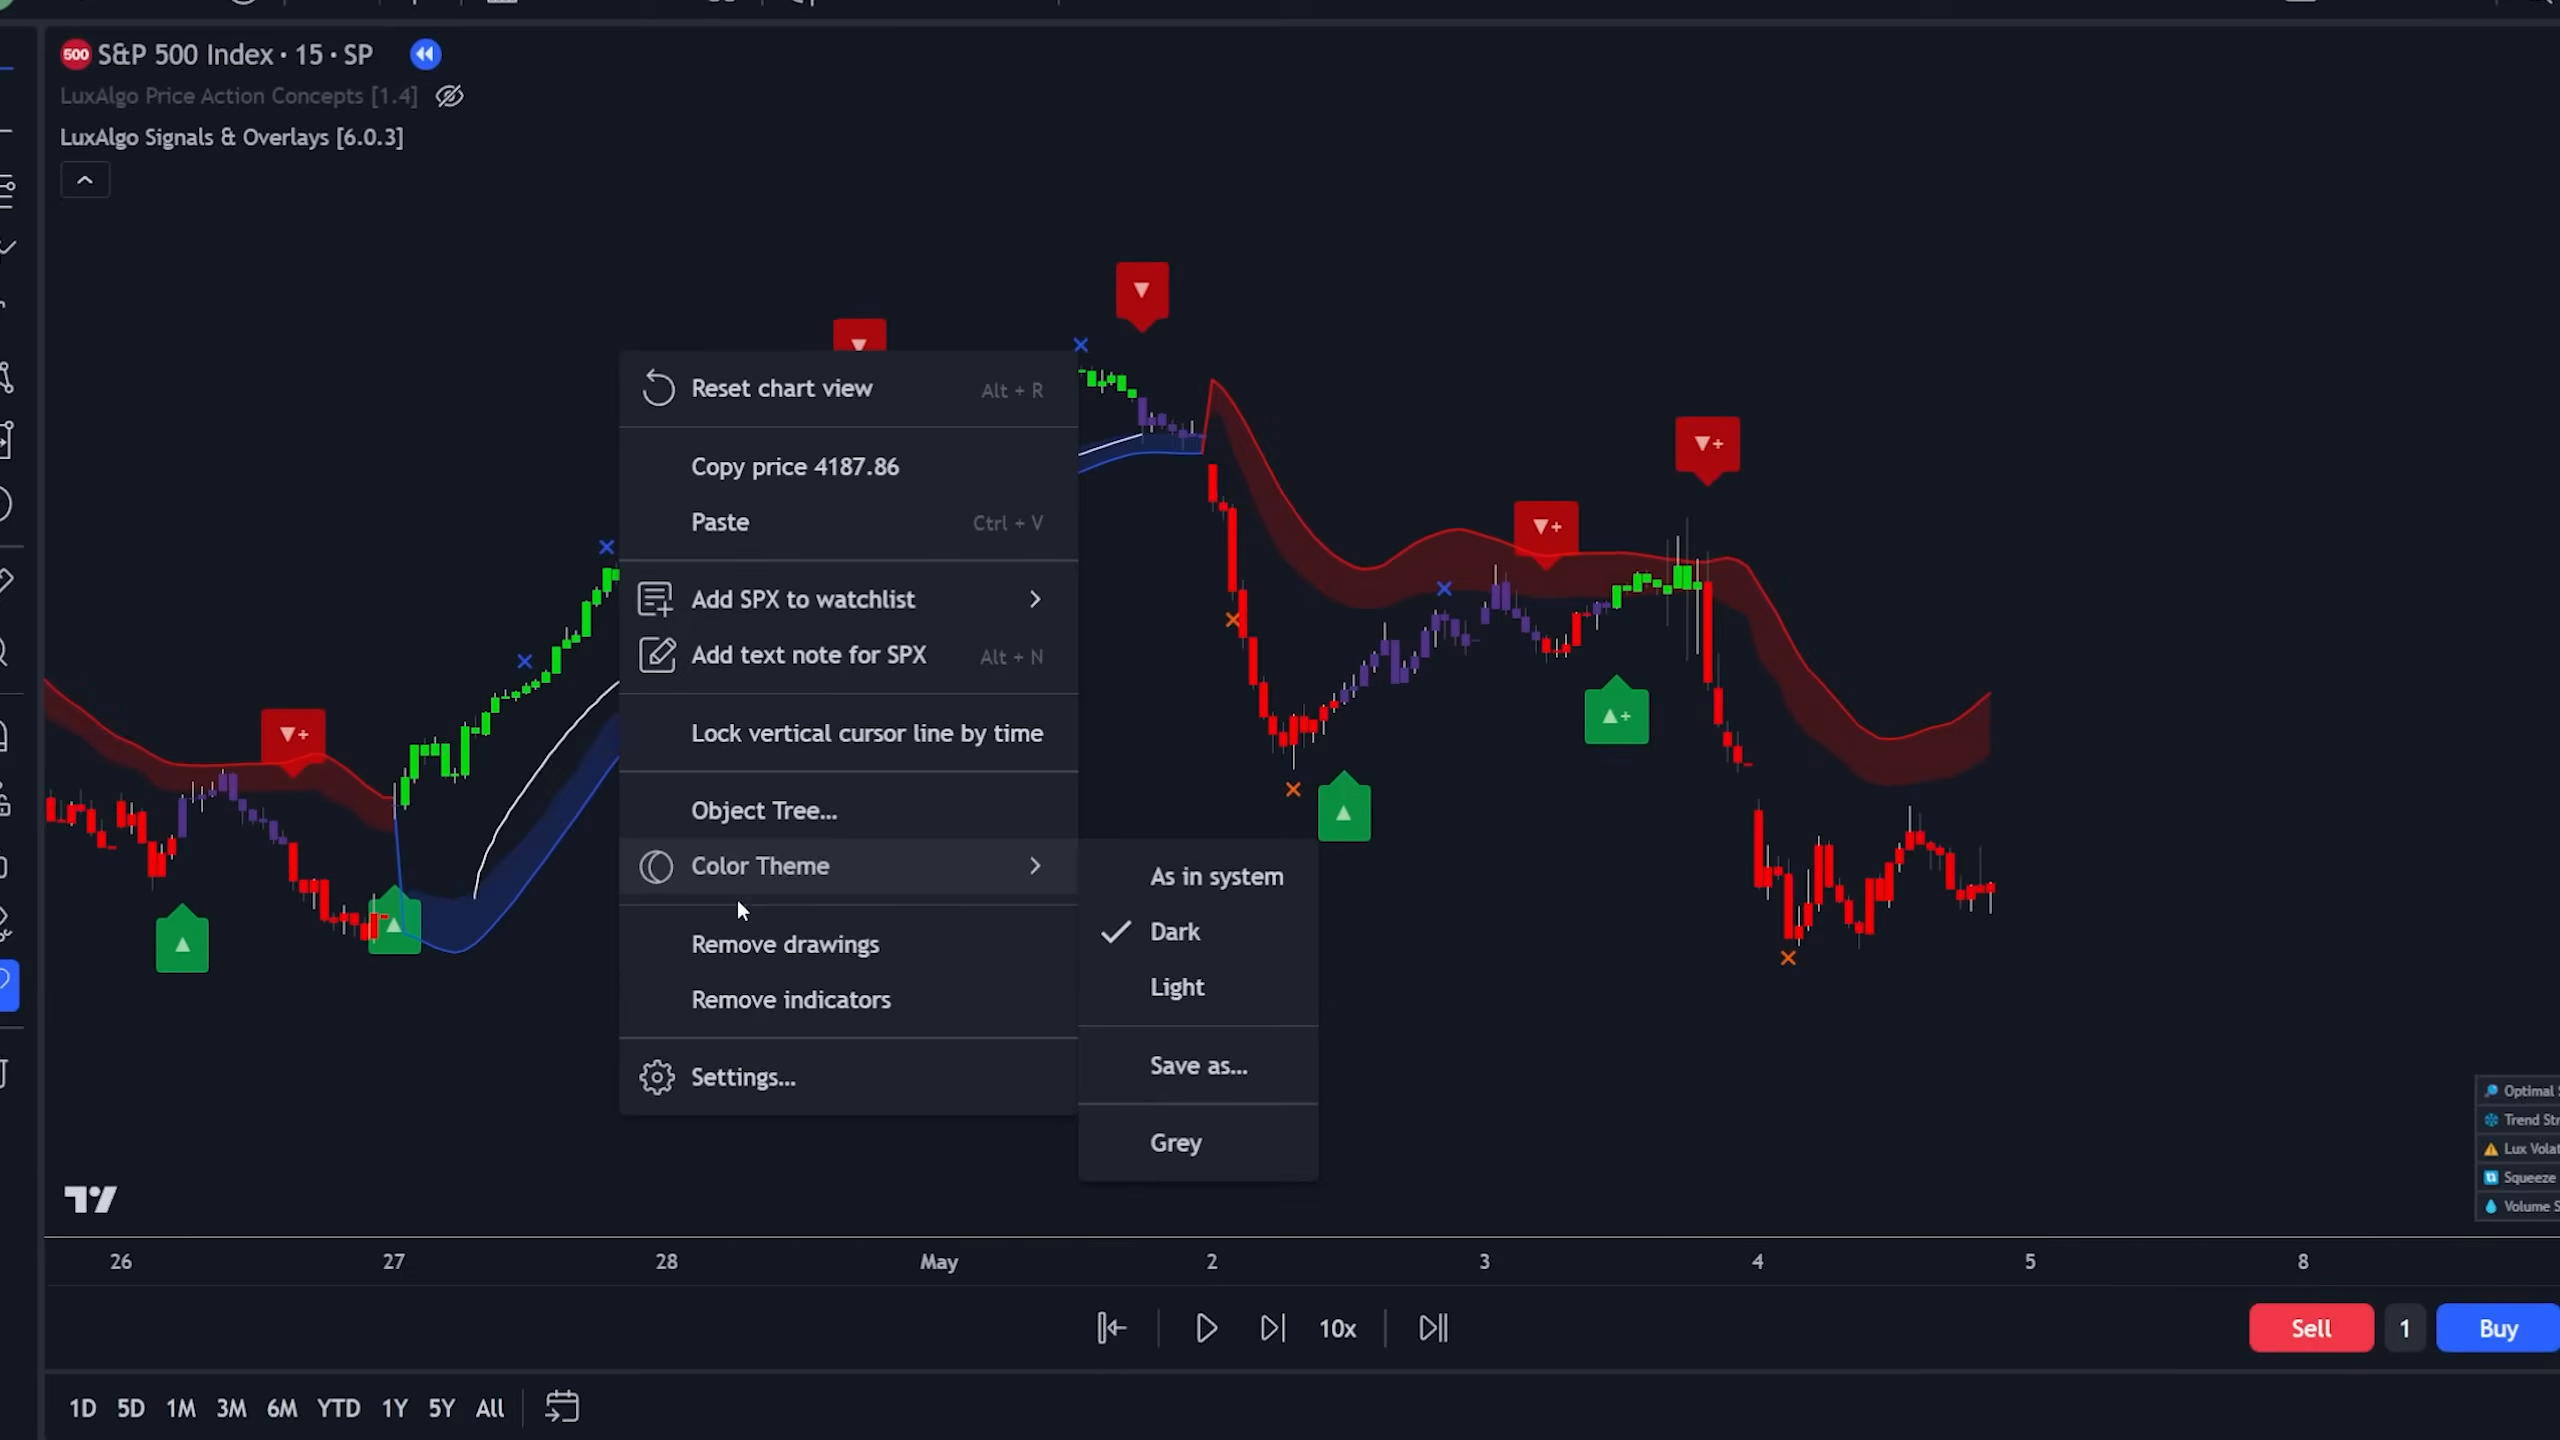 500 S&P 500 Index · 15 · SP
LuxAlgo Price Action Concepts [1.4]
LuxAlgo Signals & Overlays [6.0.3]
Reset chart view Alt + R
Copy price 4187.86
Paste Ctrl + V
Add SPX to watchlist
Add text note for SPX Alt + N
Lock vertical cursor line by time
Object Tree...
Color Theme
Remove drawings
Remove indicators
Settings...
As in system
Dark
Light
Save as...
Grey
Optimal
Trend
Lux
Squeeze
Volume
26 27 28 May 2 3 4 5 8
10x
Sell 1 Buy
1D 5D 1M 3M 6M YTD 1Y 5Y All